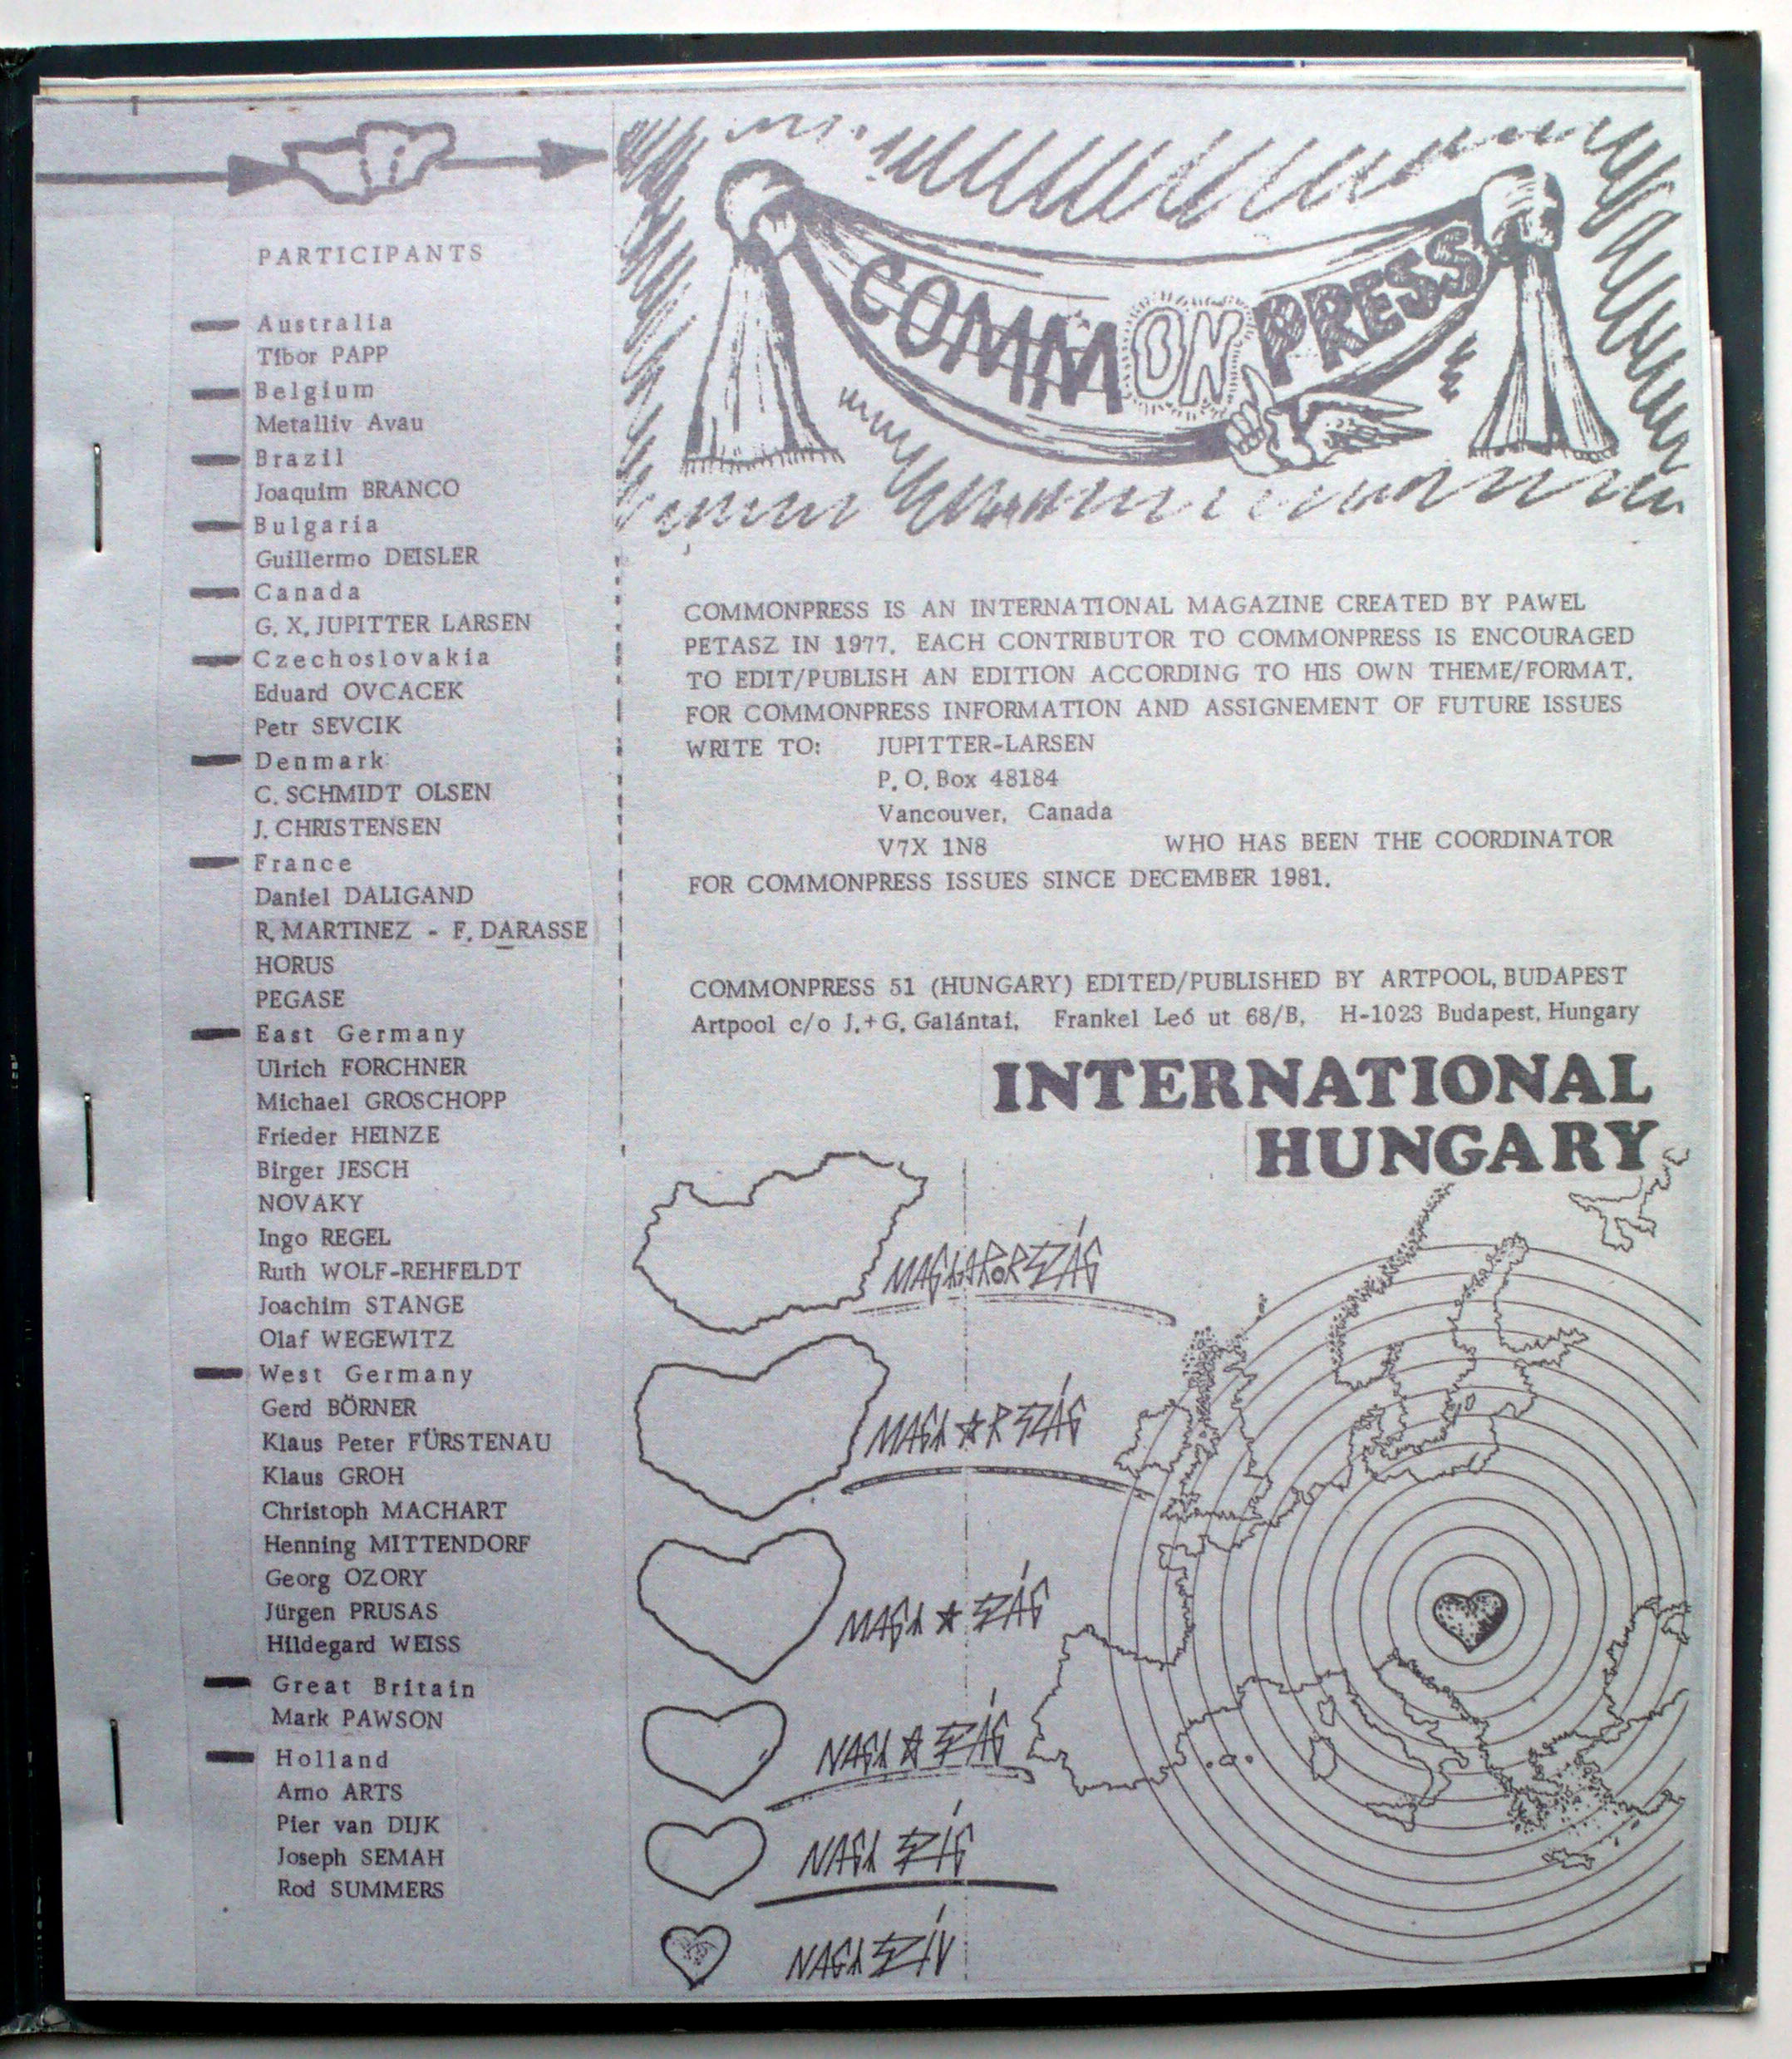 PARTICIPANTS
Australia
Tibor PAPP
Belgium
Metalliv Avau
Brazil
Joaquim BRANCO
Bulgaria
Guillermo DEISLER
Canada
G. X. JUPITTER LARSEN
Czechoslovakia
Eduard OVCACEK
Petr SEVCIK
Denmark
C. SCHMIDT OLSEN
J. CHRISTENSEN
France
Daniel DALIGAND
R. MARTINEZ - F. DARASSE
HORUS
PEGASE
East Germany
Ulrich FORCHNER
Michael GROSCHOPP
Frieder HEINZE
Birger JESCH
NOVAKY
Ingo REGEL
Ruth WOLF-REHFELDT
Joachim STANGE
Olaf WEGEWITZ
West Germany
Gerd BÖRNER
Klaus Peter FÜRSTENAU
Klaus GROH
Christoph MACHART
Henning MITTENDORF
Georg OZORY
Jürgen PRUSAS
Hildegard WEISS
Great Britain
Mark PAWSON
Holland
Arno ARTS
Pier van DIJK
Joseph SEMAH
Rod SUMMERS
COMMONPRESS
COMMONPRESS IS AN INTERNATIONAL MAGAZINE CREATED BY PAWEL
PETASZ IN 1977. EACH CONTRIBUTOR TO COMMONPRESS IS ENCOURAGED
TO EDIT/PUBLISH AN EDITION ACCORDING TO HIS OWN THEME/FORMAT.
FOR COMMONPRESS INFORMATION AND ASSIGNEMENT OF FUTURE ISSUES
WRITE TO: JUPITTER-LARSEN
P. O. Box 48184
Vancouver, Canada
V7X 1N8 WHO HAS BEEN THE COORDINATOR
FOR COMMONPRESS ISSUES SINCE DECEMBER 1981.
COMMONPRESS 51 (HUNGARY) EDITED/PUBLISHED BY ARTPOOL, BUDAPEST
Artpool c/o J.+G. Galántai, Frankel Leó ut 68/B, H-1023 Budapest, Hungary
INTERNATIONAL
HUNGARY
MAGYARORSZÁG
MAGY★RSZÁG
MAGY★SZÁG
NAGY★SZÁG
NAGY SZÍG
NAGY SZÍV